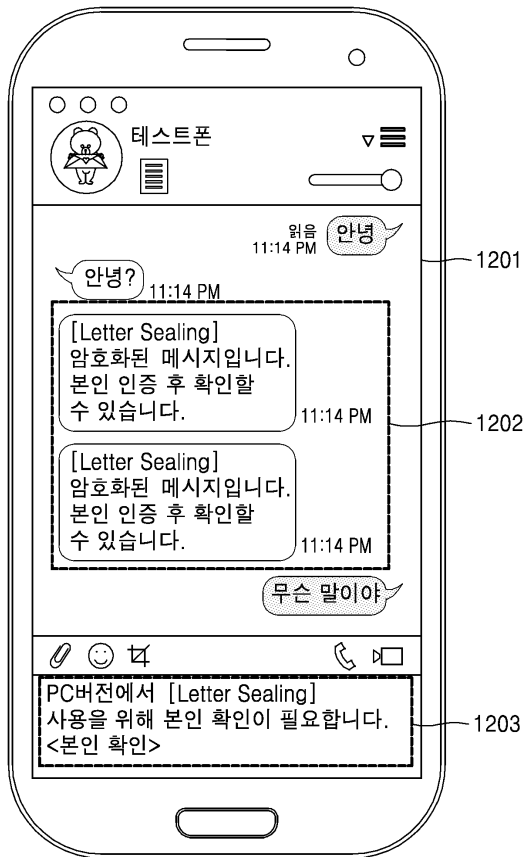 테스트폰
읽음
11:14 PM
안녕
1201
안녕?
11:14 PM
[Letter Sealing]
암호화된 메시지입니다.
본인 인증 후 확인할
수 있습니다.
11:14 PM
1202
[Letter Sealing]
암호화된 메시지입니다.
본인 인증 후 확인할
수 있습니다.
11:14 PM
무슨 말이야
PC버전에서 [Letter Sealing]
사용을 위해 본인 확인이 필요합니다.
<본인 확인>
1203